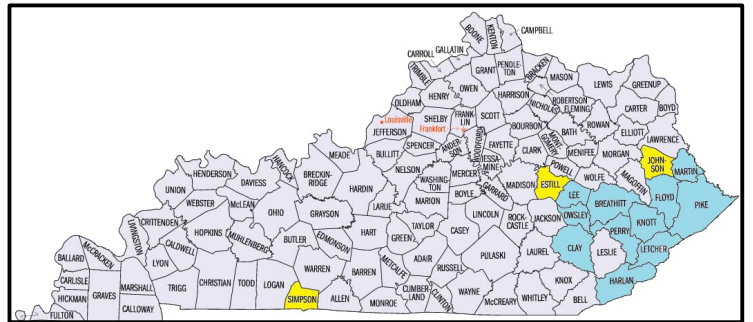 BOONE
KENTON
CAMPBELL
CARROLL
GALLATIN
TRIMBLE
GRANT
PENDLE-
TON
BRACKEN
MASON
LEWIS
GREENUP
OWEN
HENRY
HARRISON
ROBERTSON
FLEMING
CARTER
BOYD
OLDHAM
NICHOLAS
Louisville
SHELBY
FRANK
LIN
SCOTT
BOURBON
BATH
ROWAN
ELLIOTT
LAWRENCE
JEFFERSON
Frankfort
WOODFORD
FAYETTE
MONT
GOMERY
MENIFEE
MORGAN
JOHN
SON
SPENCER
ANDER-
SON
JESSA-
MINE
CLARK
POWELL
WOLFE
MAGOFFIN
MARTIN
MEADE
BULLITT
NELSON
MERCER
MADISON
ESTILL
HANCOCK
BRECKIN-
RIDGE
HARDIN
WASHING
TON
GARRARD
LEE
BREATHITT
FLOYD
PIKE
HENDERSON
DAVIESS
LARUE
MARION
BOYLE
UNION
WEBSTER
McLEAN
OHIO
GRAYSON
LINCOLN
ROCK-
CASTLE
JACKSON
OWSLEY
KNOTT
CRITTENDEN
HOPKINS
HART
GREEN
TAYLOR
CASEY
PERRY
LIVINGSTON
CALDWELL
MUHLENBERG
BUTLER
EDMONSON
ADAIR
PULASKI
LAUREL
CLAY
LESLIE
LETCHER
McCRACKEN
BALLARD
LYON
WARREN
BARREN
METCALFE
RUSSELL
KNOX
HARLAN
CARLISLE
MARSHALL
TRIGG
CHRISTIAN
TODD
LOGAN
SIMPSON
ALLEN
MONROE
CUMBER-
LAND
CLINTON
WAYNE
McCREARY
WHITLEY
BELL
HICKMAN
GRAVES
CALLOWAY
FULTON